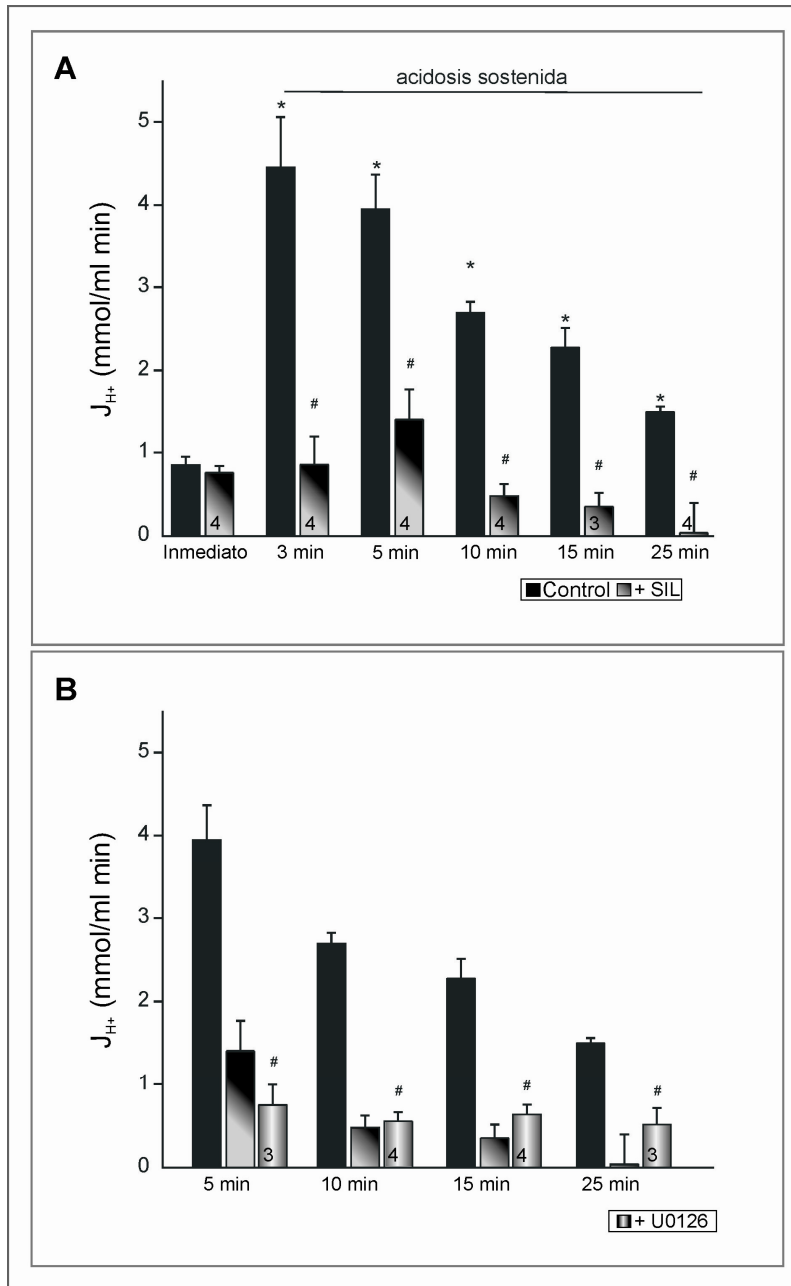 A
acidosis sostenida
J_H+ (mmol/ml min)
5
4
3
2
1
0
* * * * *
# # # # #
4 4 4 4 3 4
Inmediato 3 min 5 min 10 min 15 min 25 min
Control + SIL
B
J_H+ (mmol/ml min)
5
4
3
2
1
0
# # # #
3 4 4 3
5 min 10 min 15 min 25 min
+ U0126